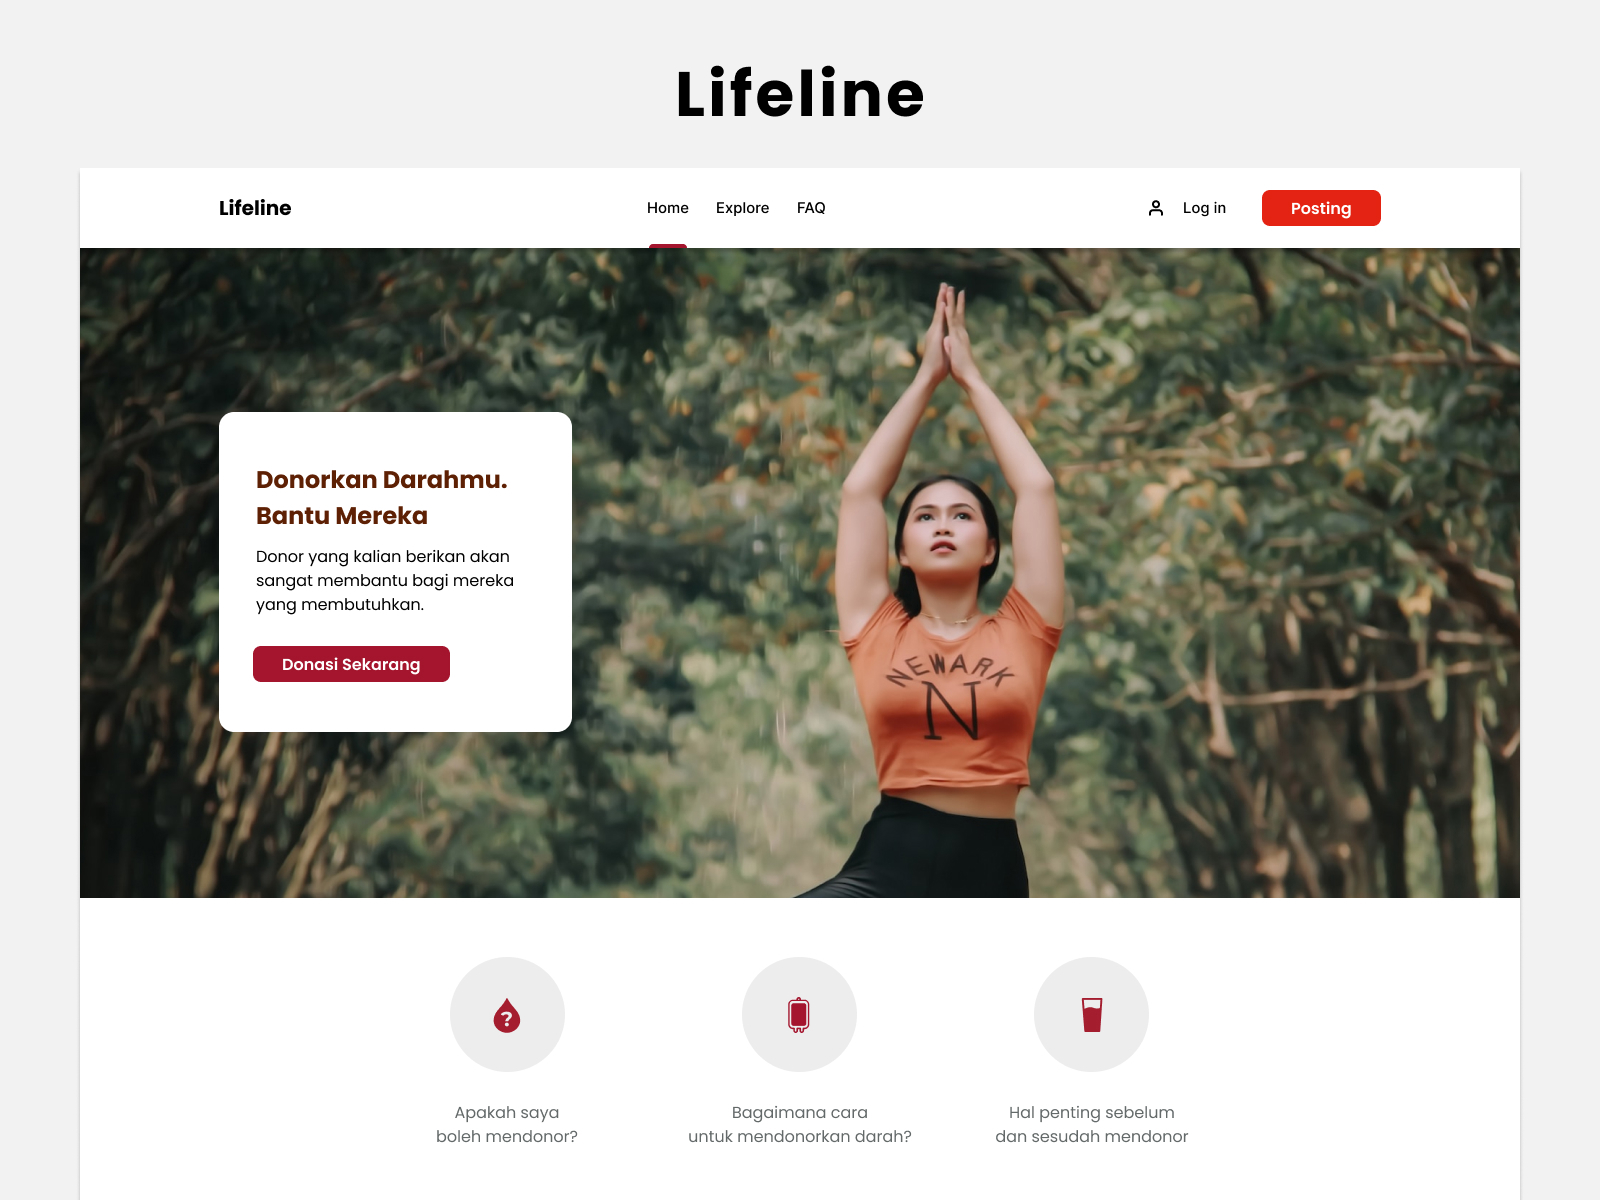 Lifeline
Lifeline
Home
Explore
FAQ
Log in
Posting
Donorkan Darahmu.
Bantu Mereka
Donor yang kalian berikan akan
sangat membantu bagi mereka
yang membutuhkan.
Donasi Sekarang
NEWARK
N
?
Apakah saya
boleh mendonor?
Bagaimana cara
untuk mendonorkan darah?
Hal penting sebelum
dan sesudah mendonor